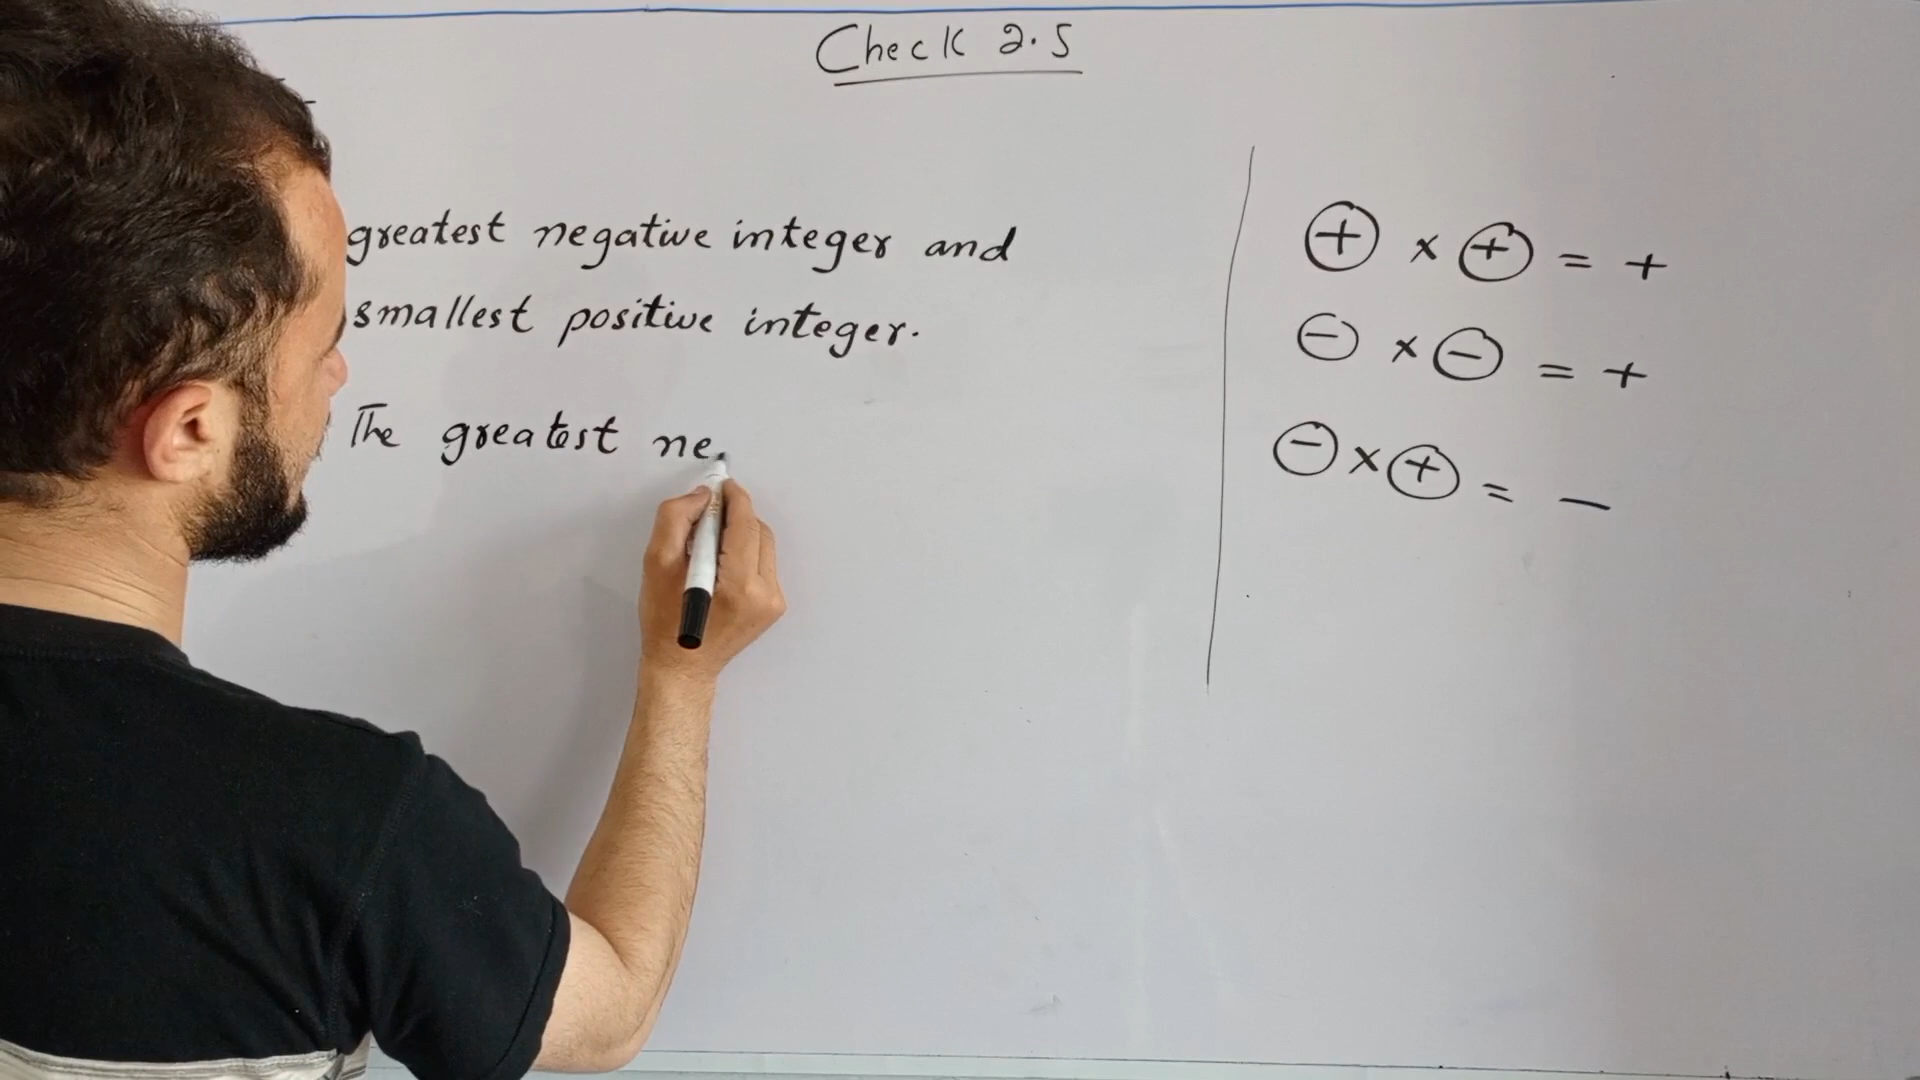 Check 2.5
greatest negative integer and
smallest positive integer.
The greatest ne
+ × + = +
- × - = +
- × + = -